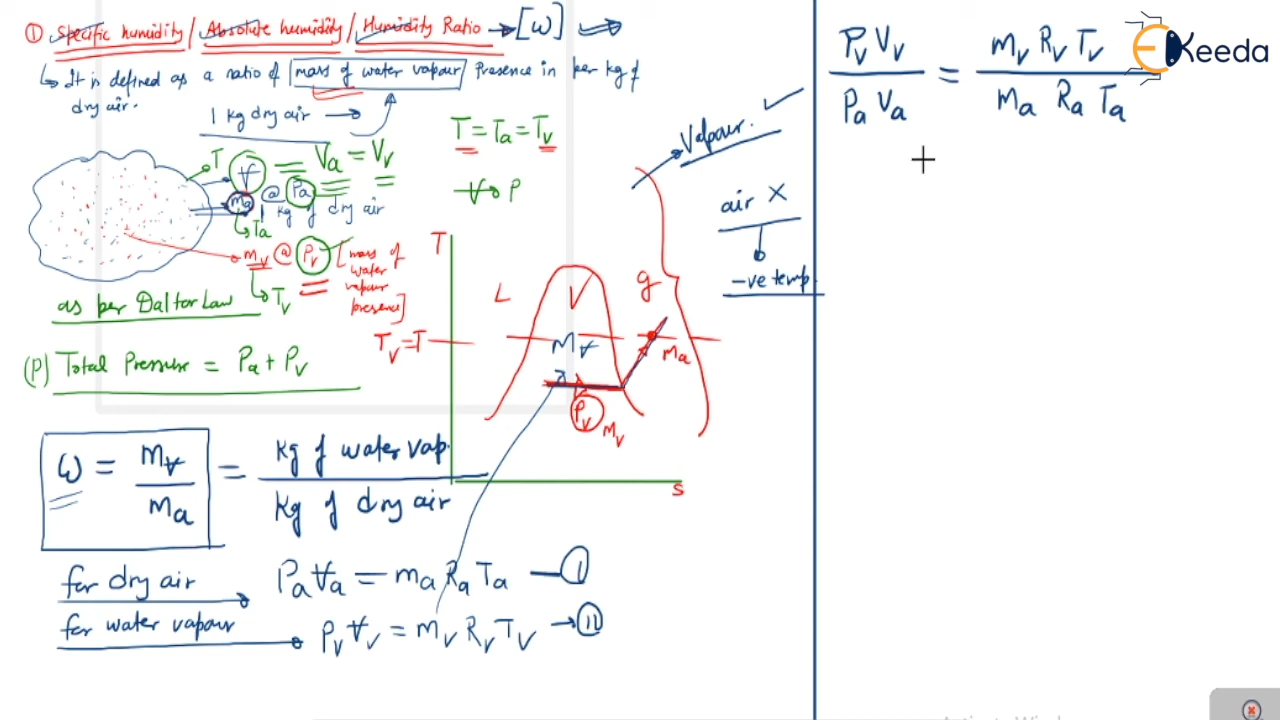 ① Specific humidity / Absolute humidity / Humidity Ratio → [ω]
↳ It is defined as a ratio of mass of water vapour Presence in per kg of
dry air.
1 kg dry air →
T
V = Va = Vv
ma @ Pa
1 kg of dry air
Ta
mv @ Pv [mass of
water
vapour
presence]
Tv
as per Dalton Law
(P) Total Pressure = Pa + Pv
T = Ta = Tv
V → P
Vapour.
air X
-ve temp.
T
L
V
g
Tv = T
mv
ma
Pv
mv
s
ω = mv / ma = kg of water vap. / kg of dry air
for dry air → Pa Va = ma Ra Ta — ①
for water vapour → Pv Vv = mv Rv Tv → ⑪
Pv Vv / Pa Va = mv Rv Tv / ma Ra Ta
EKeeda